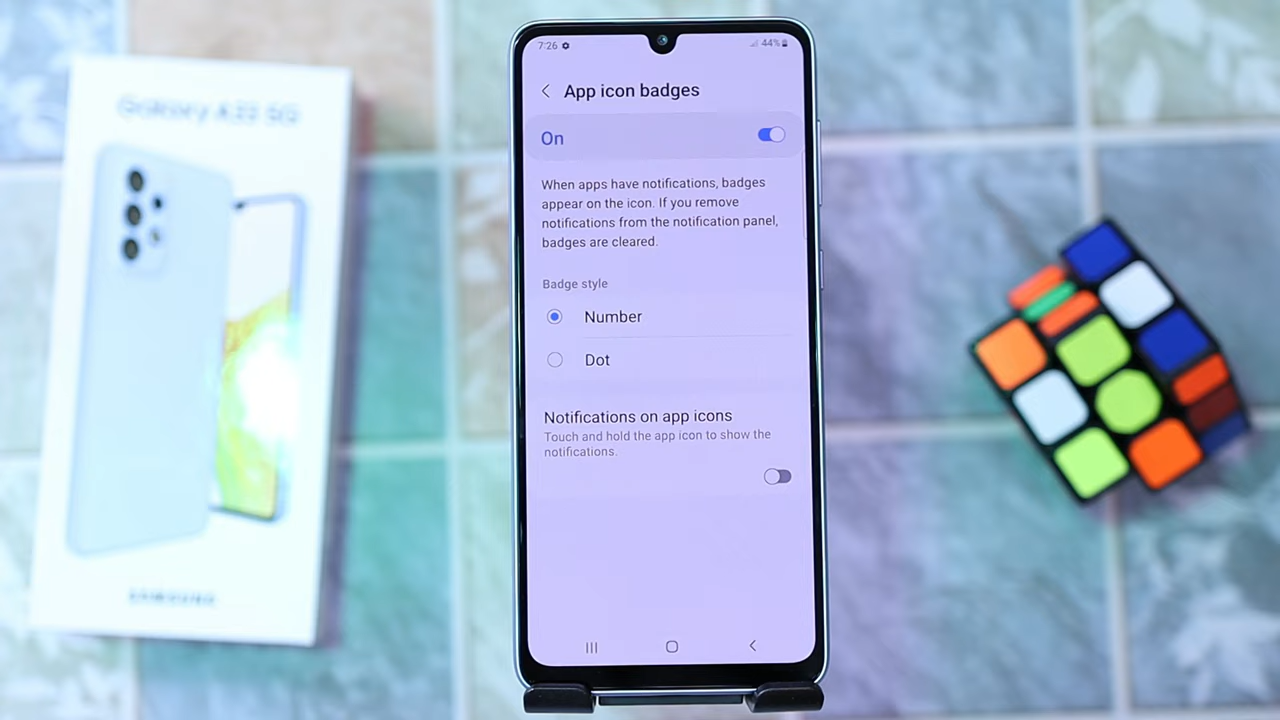 Galaxy A33 5G
SAMSUNG
7:26
44%
App icon badges
On
When apps have notifications, badges
appear on the icon. If you remove
notifications from the notification panel,
badges are cleared.
Badge style
Number
Dot
Notifications on app icons
Touch and hold the app icon to show the
notifications.